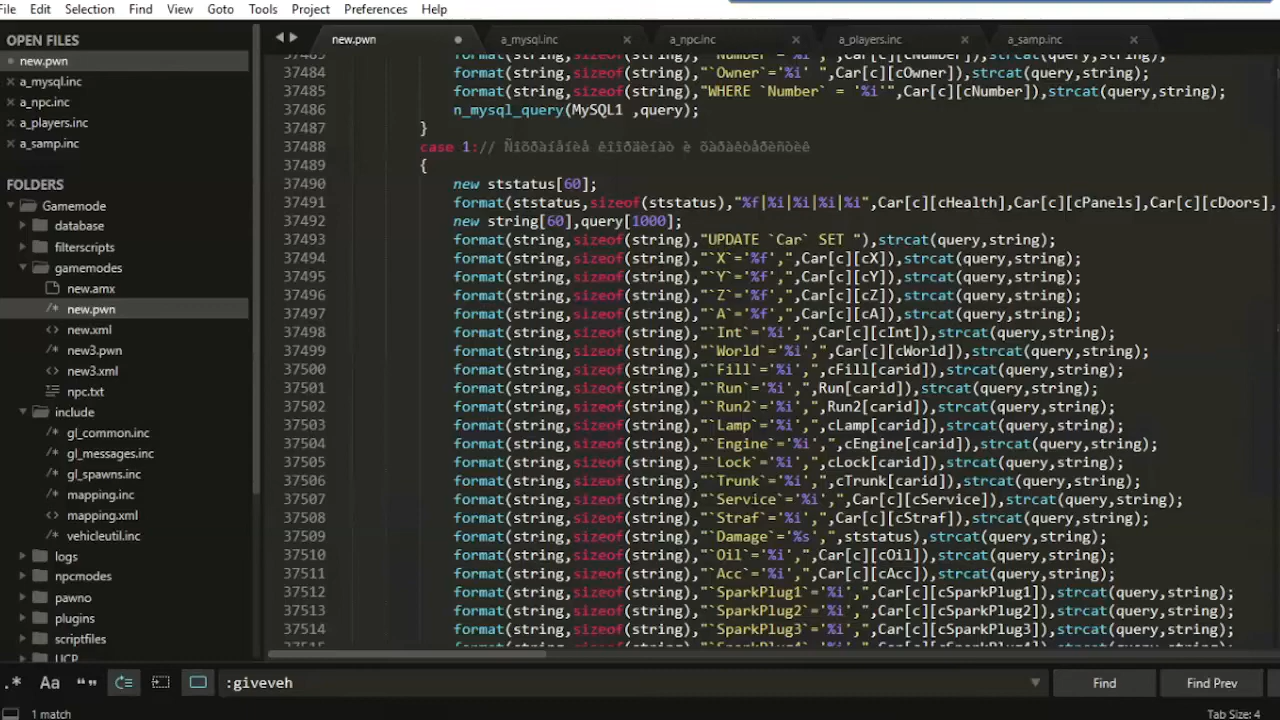 File Edit Selection Find View Goto Tools Project Preferences Help
OPEN FILES
new.pwn
a_mysql.inc
a_npc.inc
a_players.inc
a_samp.inc
FOLDERS
Gamemode
database
filterscripts
gamemodes
new.amx
/* new.pwn
<> new.xml
/* new3.pwn
<> new3.xml
npc.txt
include
/* gl_common.inc
/* gl_messages.inc
/* gl_spawns.inc
/* mapping.inc
<> mapping.xml
/* vehicleutil.inc
logs
npcmodes
pawno
plugins
scriptfiles
UCP
new.pwn a_mysql.inc a_npc.inc a_players.inc a_samp.inc
37484 format(string,sizeof(string),"`Owner`='%i' ",Car[c][cOwner]),strcat(query,string);
37485 format(string,sizeof(string),"WHERE `Number` = '%i'",Car[c][cNumber]),strcat(query,string);
37486 n_mysql_query(MySQL1 ,query);
37487 }
37488 case 1:// Ñîõðàíåíèå êîîðäèíàò è õàðàêòåðèñòèê
37489 {
37490 new ststatus[60];
37491 format(ststatus,sizeof(ststatus),"%f|%i|%i|%i|%i",Car[c][cHealth],Car[c][cPanels],Car[c][cDoors],
37492 new string[60],query[1000];
37493 format(string,sizeof(string),"UPDATE `Car` SET "),strcat(query,string);
37494 format(string,sizeof(string),"`X`='%f',",Car[c][cX]),strcat(query,string);
37495 format(string,sizeof(string),"`Y`='%f',",Car[c][cY]),strcat(query,string);
37496 format(string,sizeof(string),"`Z`='%f',",Car[c][cZ]),strcat(query,string);
37497 format(string,sizeof(string),"`A`='%f',",Car[c][cA]),strcat(query,string);
37498 format(string,sizeof(string),"`Int`='%i',",Car[c][cInt]),strcat(query,string);
37499 format(string,sizeof(string),"`World`='%i',",Car[c][cWorld]),strcat(query,string);
37500 format(string,sizeof(string),"`Fill`='%i',",cFill[carid]),strcat(query,string);
37501 format(string,sizeof(string),"`Run`='%i',",Run[carid]),strcat(query,string);
37502 format(string,sizeof(string),"`Run2`='%i',",Run2[carid]),strcat(query,string);
37503 format(string,sizeof(string),"`Lamp`='%i',",cLamp[carid]),strcat(query,string);
37504 format(string,sizeof(string),"`Engine`='%i',",cEngine[carid]),strcat(query,string);
37505 format(string,sizeof(string),"`Lock`='%i',",cLock[carid]),strcat(query,string);
37506 format(string,sizeof(string),"`Trunk`='%i',",cTrunk[carid]),strcat(query,string);
37507 format(string,sizeof(string),"`Service`='%i',",Car[c][cService]),strcat(query,string);
37508 format(string,sizeof(string),"`Straf`='%i',",Car[c][cStraf]),strcat(query,string);
37509 format(string,sizeof(string),"`Damage`='%s',",ststatus),strcat(query,string);
37510 format(string,sizeof(string),"`Oil`='%i',",Car[c][cOil]),strcat(query,string);
37511 format(string,sizeof(string),"`Acc`='%i',",Car[c][cAcc]),strcat(query,string);
37512 format(string,sizeof(string),"`SparkPlug1`='%i',",Car[c][cSparkPlug1]),strcat(query,string);
37513 format(string,sizeof(string),"`SparkPlug2`='%i',",Car[c][cSparkPlug2]),strcat(query,string);
37514 format(string,sizeof(string),"`SparkPlug3`='%i',",Car[c][cSparkPlug3]),strcat(query,string);
.* Aa “” :giveveh Find Find Prev
1 match Tab Size: 4